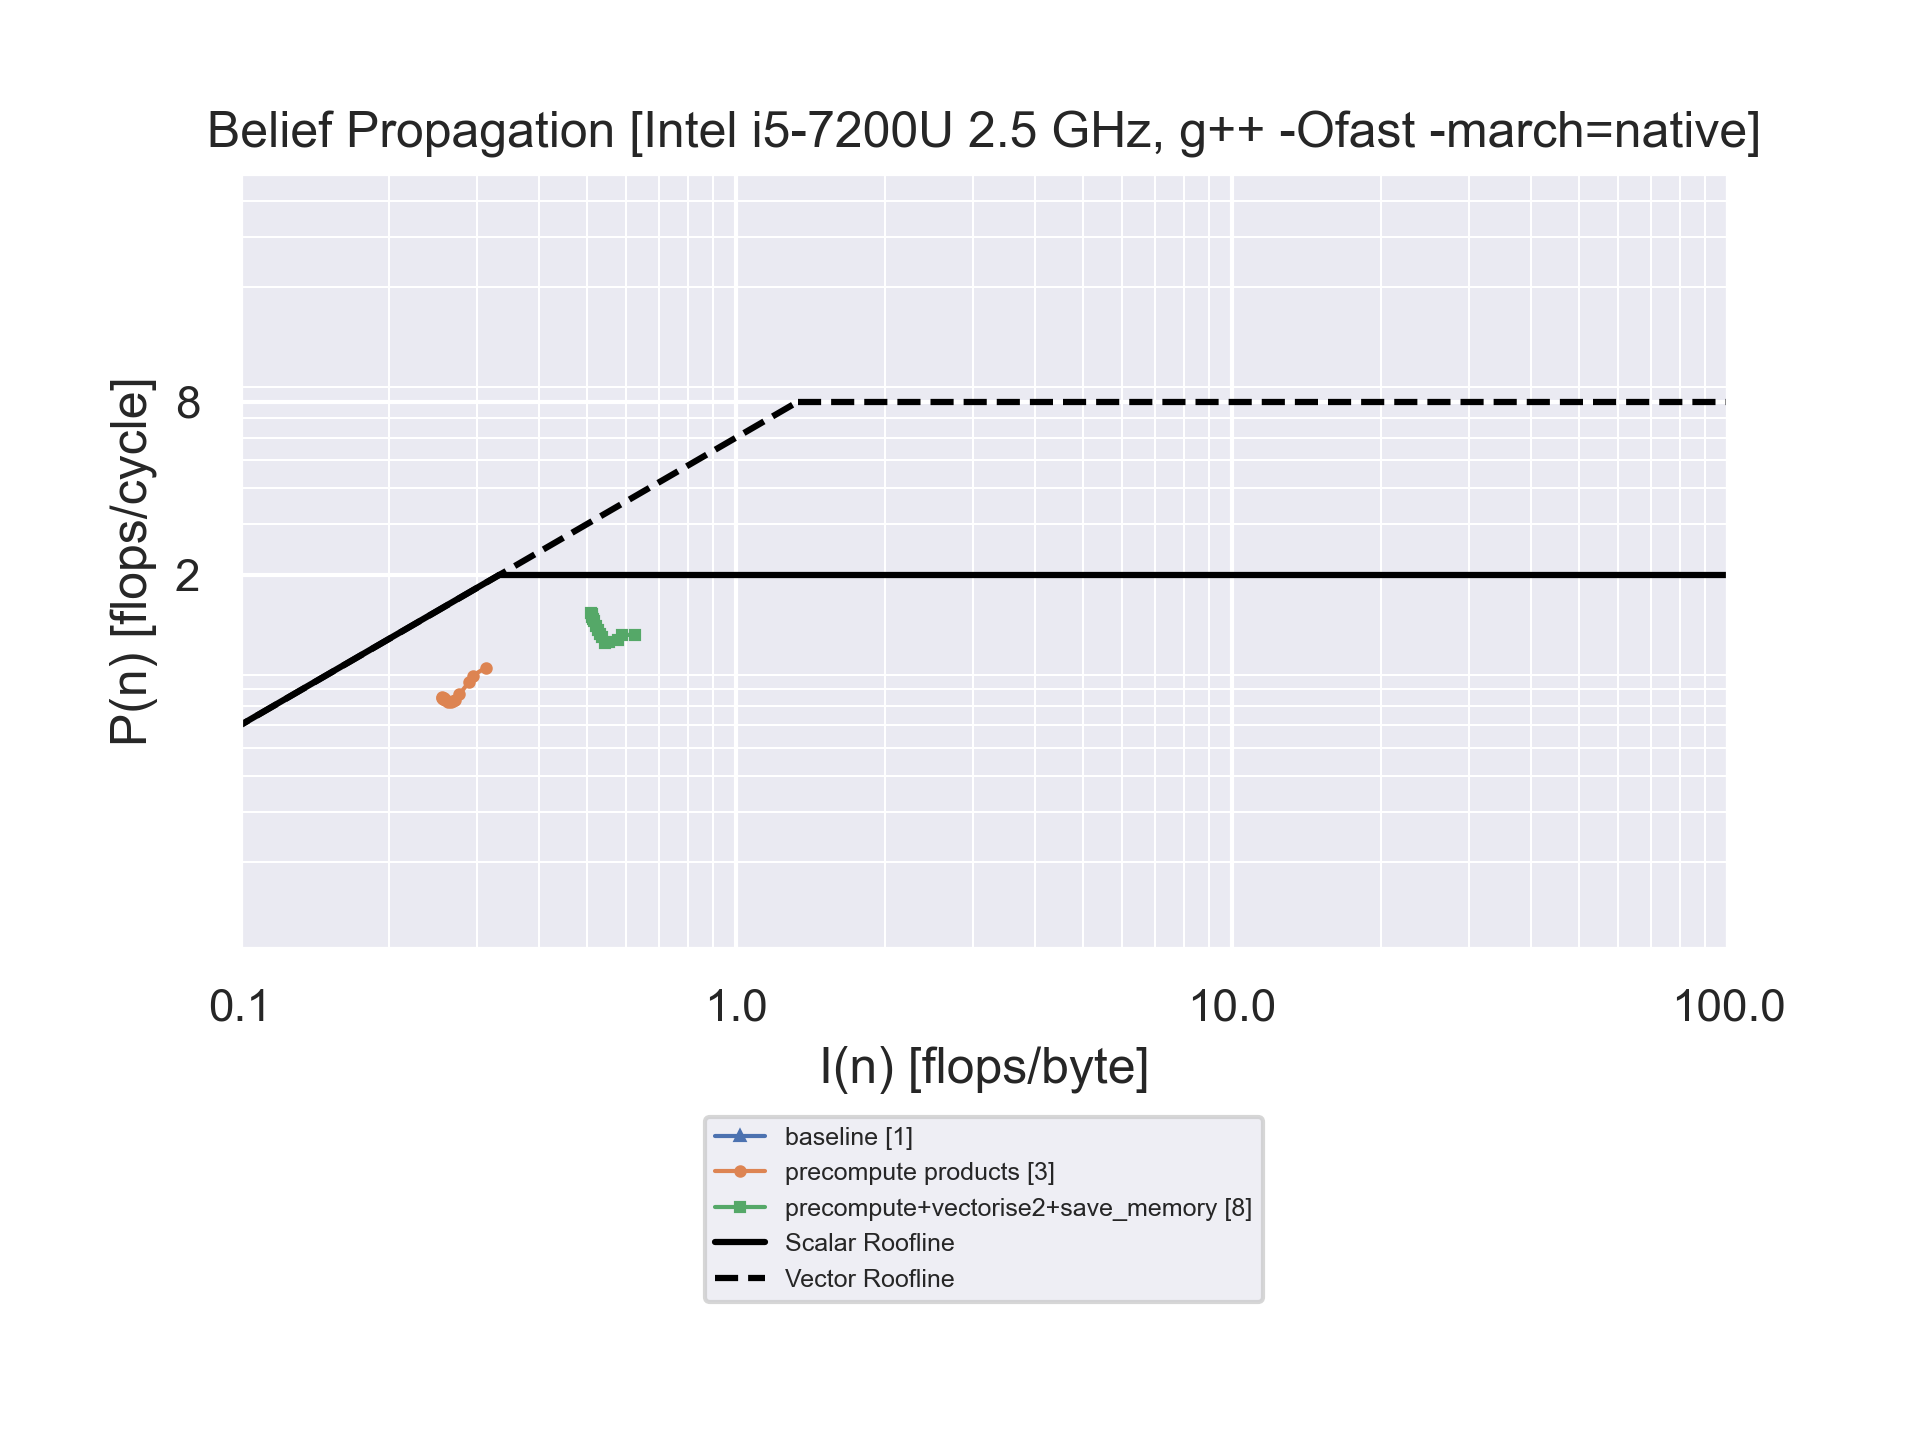 Belief Propagation [Intel i5-7200U 2.5 GHz, g++ -Ofast -march=native]
P(n) [flops/cycle]
8
2
0.1
1.0
10.0
100.0
I(n) [flops/byte]
baseline [1]
precompute products [3]
precompute+vectorise2+save_memory [8]
Scalar Roofline
Vector Roofline